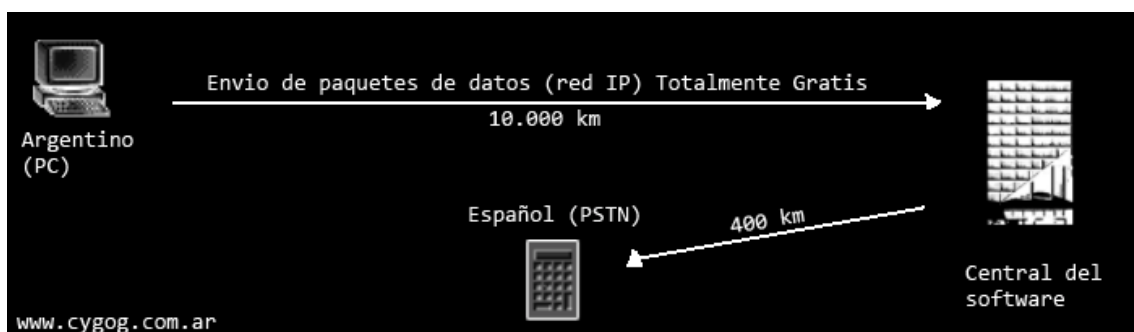 Envio de paquetes de datos (red IP) Totalmente Gratis
10.000 km
Argentino
(PC)
Español (PSTN)
400 km
Central del
software
www.cygog.com.ar